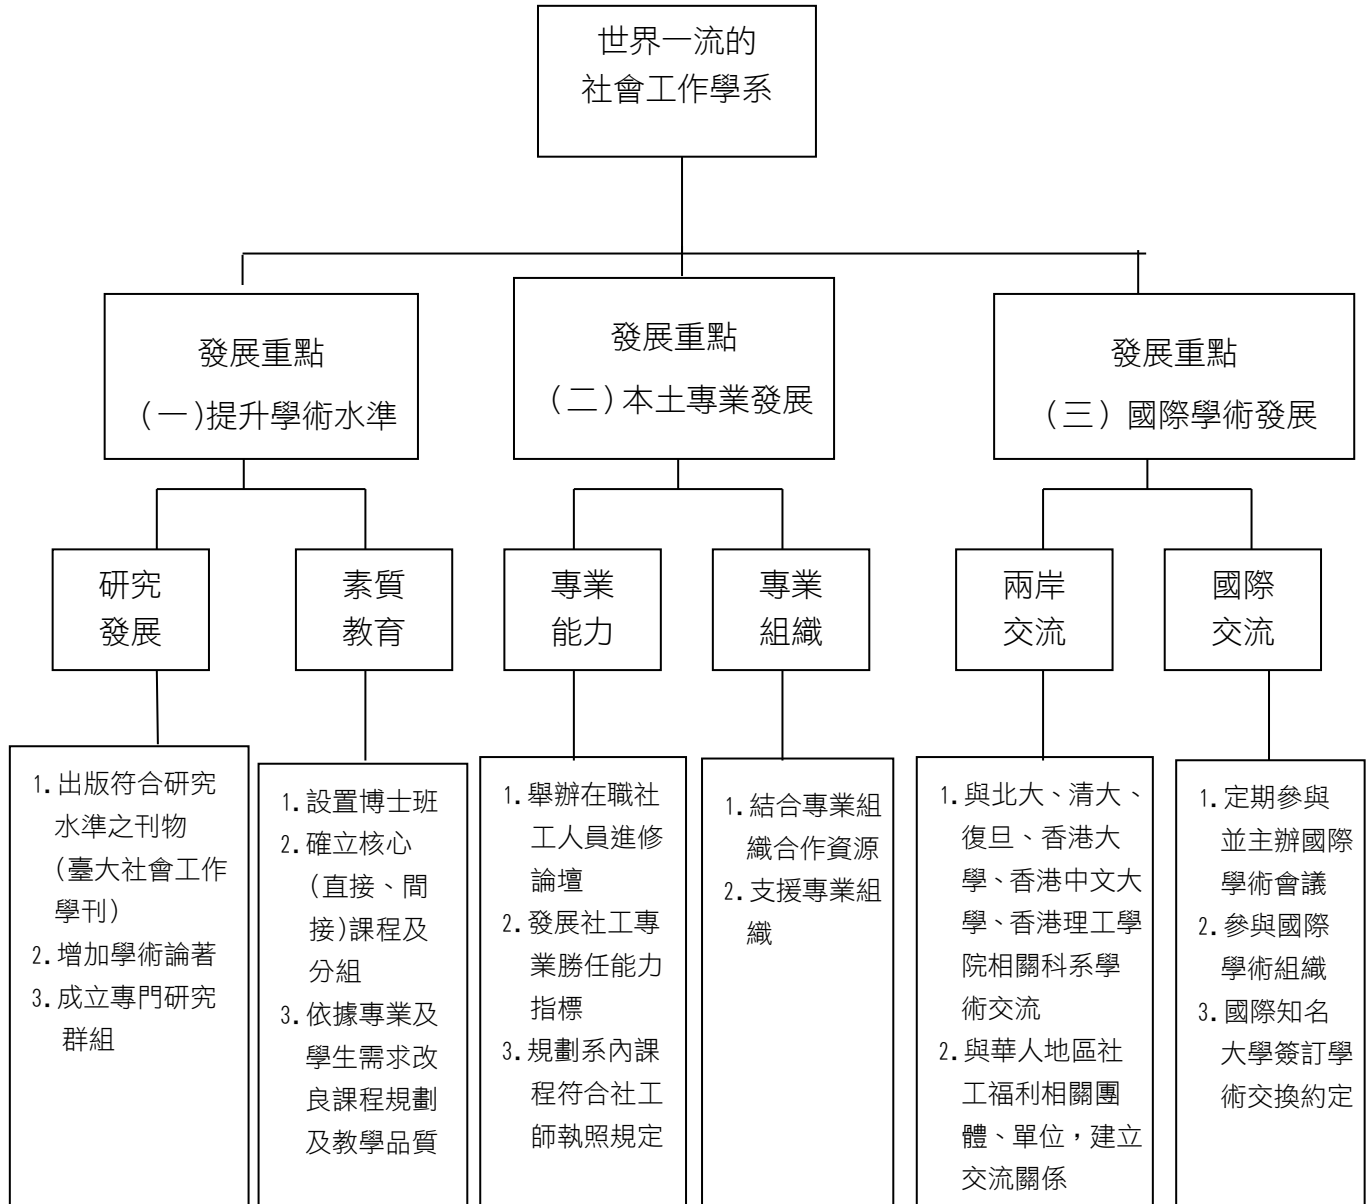 世界一流的
社會工作學系
發展重點
（一）提升學術水準
發展重點
（二）本土專業發展
發展重點
（三）國際學術發展
研究
發展
素質
教育
專業
能力
專業
組織
兩岸
交流
國際
交流
1.出版符合研究
水準之刊物
(臺大社會工作
學刊)
2.增加學術論著
3.成立專門研究
群組
1.設置博士班
2.確立核心
(直接、間
接)課程及
分組
3.依據專業及
學生需求改
良課程規劃
及教學品質
1.舉辦在職社
工人員進修
論壇
2.發展社工專
業勝任能力
指標
3.規劃系內課
程符合社工
師執照規定
1.結合專業組
織合作資源
2.支援專業組
織
1.與北大、清大、
復旦、香港大
學、香港中文大
學、香港理工學
院相關科系學
術交流
2.與華人地區社
工福利相關團
體、單位，建立
交流關係
1.定期參與
並主辦國際
學術會議
2.參與國際
學術組織
3.國際知名
大學簽訂學
術交換約定